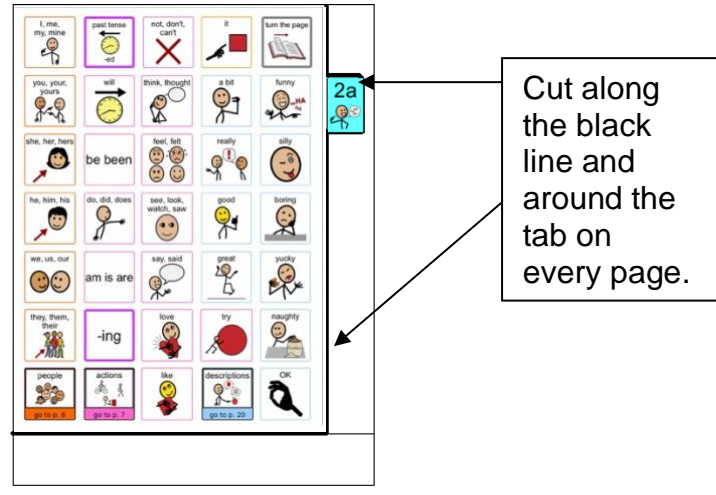 I, me,
my, mine
past tense
-ed
not, don't,
can't
it
turn the page
you, your,
yours
will
think, thought
a bit
funny
HA
HA
2a
she, her, hers
be been
feel, felt
really
silly
he, him, his
do, did, does
see, look,
watch, saw
good
boring
we, us, our
am is are
say, said
great
yucky
they, them,
their
-ing
love
try
naughty
people
go to p. 6
actions
go to p. 7
like
descriptions
go to p. 20
OK
Cut along
the black
line and
around the
tab on
every page.